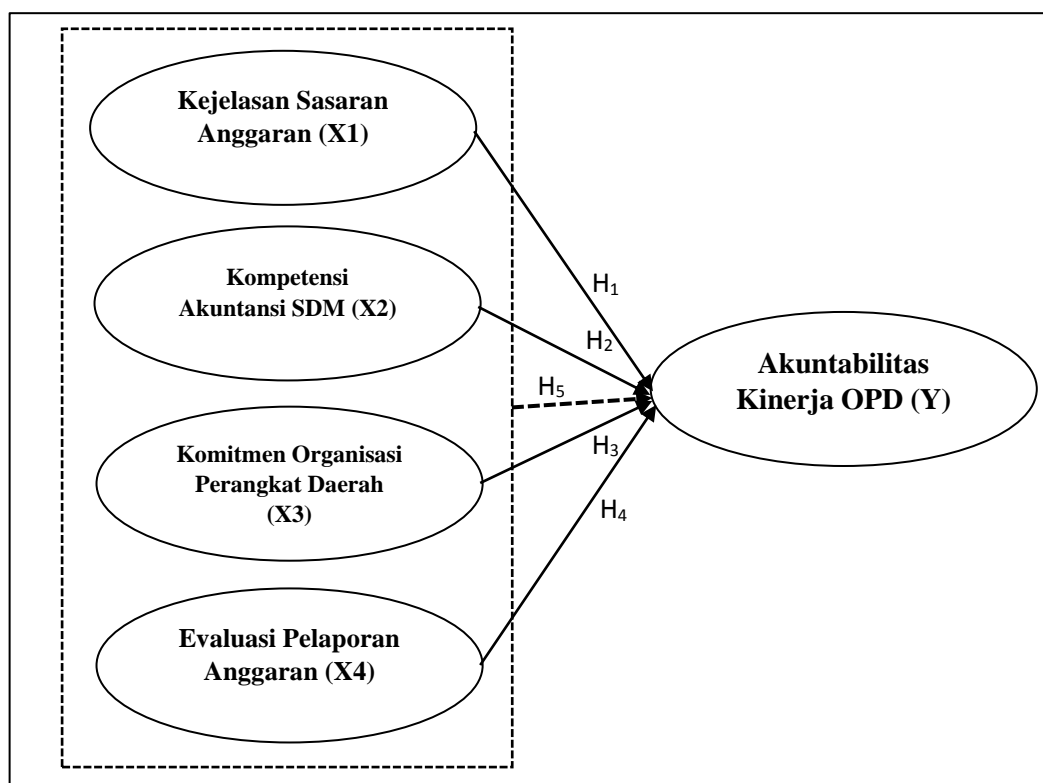 Kejelasan Sasaran
Anggaran (X1)
Kompetensi
Akuntansi SDM (X2)
Komitmen Organisasi
Perangkat Daerah
(X3)
Evaluasi Pelaporan
Anggaran (X4)
H₁
H₂
H₅
H₃
H₄
Akuntabilitas
Kinerja OPD (Y)